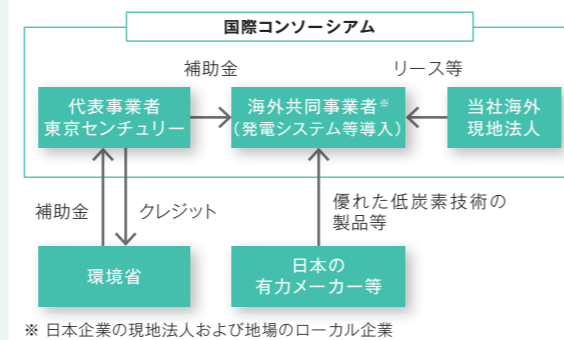 国際コンソーシアム
補助金
リース等
代表事業者
東京センチュリー
海外共同事業者※
（発電システム等導入）
当社海外
現地法人
補助金
クレジット
優れた低炭素技術の
製品等
環境省
日本の
有力メーカー等
※ 日本企業の現地法人および地場のローカル企業